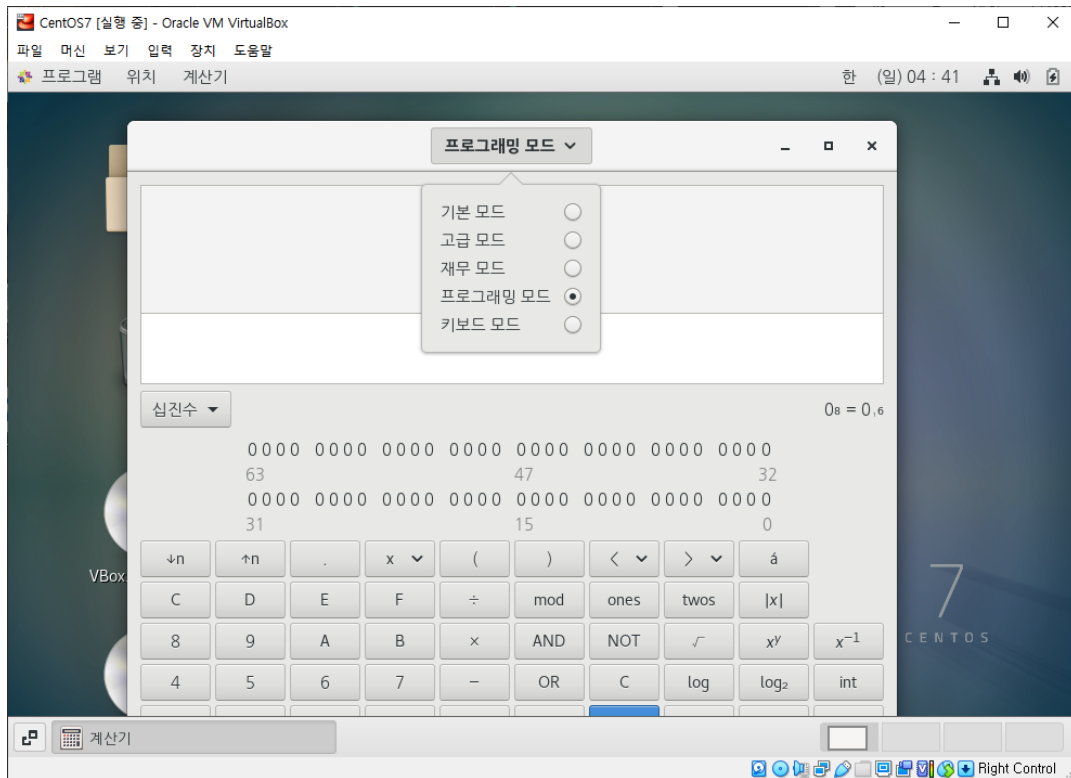 CentOS7 [실행 중] - Oracle VM VirtualBox
파일 머신 보기 입력 장치 도움말
프로그램 위치 계산기 한 (일) 04 : 41
프로그래밍 모드
기본 모드
고급 모드
재무 모드
프로그래밍 모드
키보드 모드
십진수 0₈ = 0₁₆
0000 0000 0000 0000 0000 0000 0000 0000
63 47 32
0000 0000 0000 0000 0000 0000 0000 0000
31 15 0
↓n ↑n . x ( ) < > á
VBox
C D E F ÷ mod ones twos |x|
7
8 9 A B × AND NOT √ xʸ x⁻¹
CENTOS
4 5 6 7 − OR C log log₂ int
계산기
Right Control